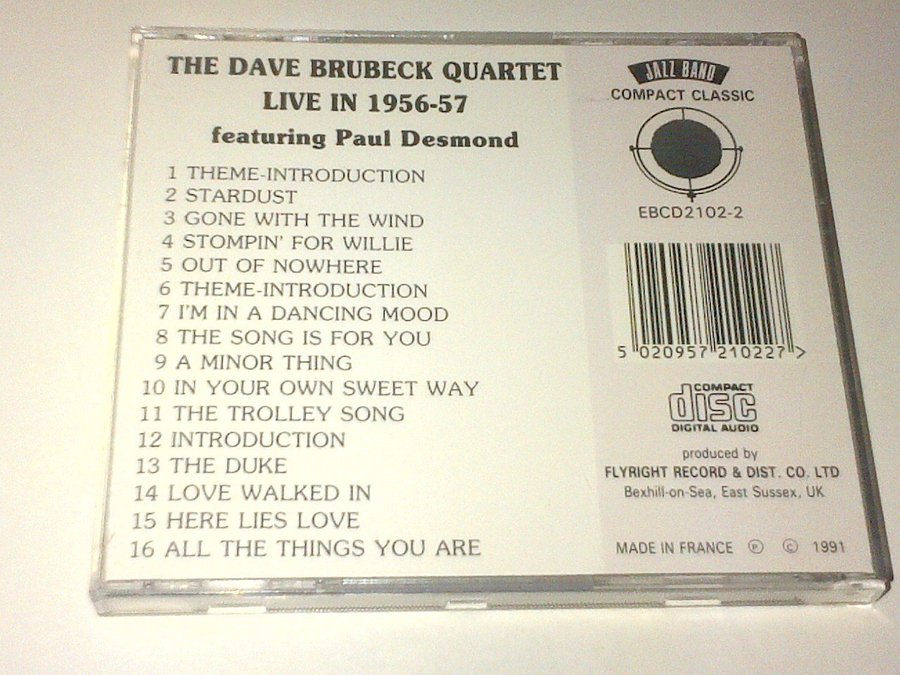 THE DAVE BRUBECK QUARTET
LIVE IN 1956-57
featuring Paul Desmond
1 THEME-INTRODUCTION
2 STARDUST
3 GONE WITH THE WIND
4 STOMPIN' FOR WILLIE
5 OUT OF NOWHERE
6 THEME-INTRODUCTION
7 I'M IN A DANCING MOOD
8 THE SONG IS FOR YOU
9 A MINOR THING
10 IN YOUR OWN SWEET WAY
11 THE TROLLEY SONG
12 INTRODUCTION
13 THE DUKE
14 LOVE WALKED IN
15 HERE LIES LOVE
16 ALL THE THINGS YOU ARE
JAZZ BAND
COMPACT CLASSIC
EBCD2102-2
5 020957 210227 >
COMPACT
disc
DIGITAL AUDIO
produced by
FLYRIGHT RECORD & DIST. CO. LTD
Bexhill-on-Sea, East Sussex, UK
MADE IN FRANCE ℗ © 1991